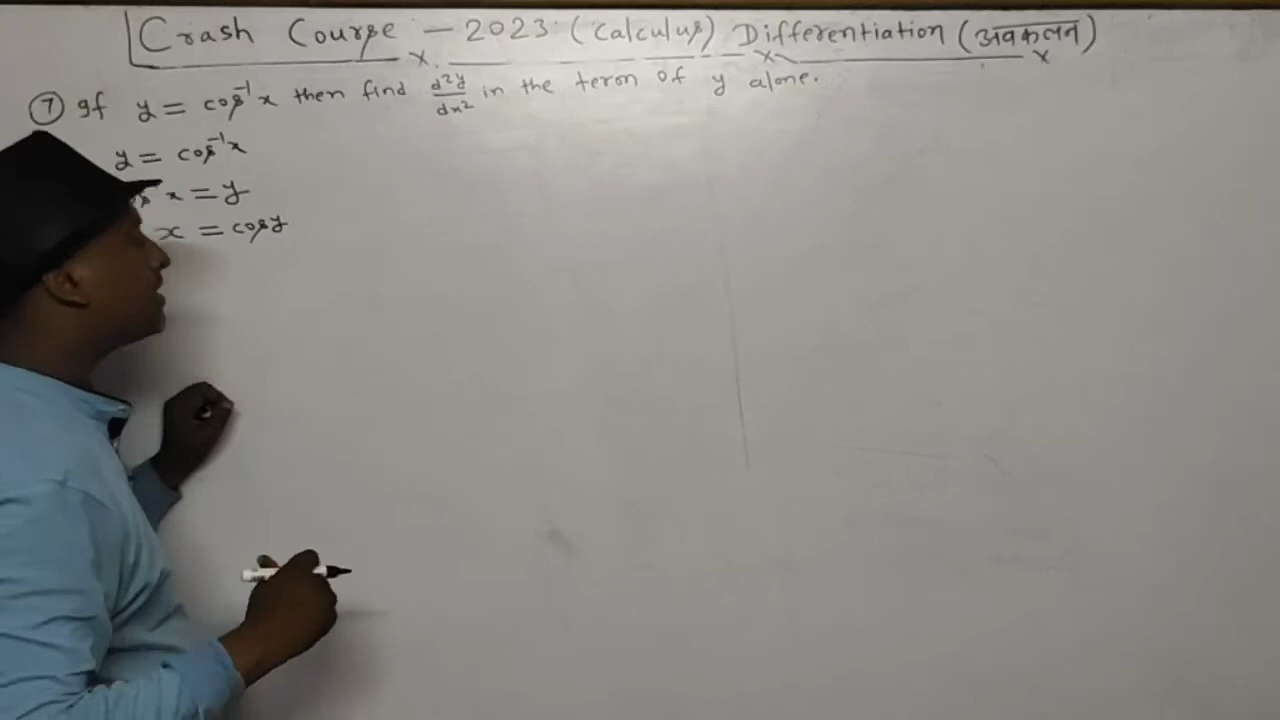 Crash Course - 2023 (Calculus) Differentiation (अवकलन)
⑦ If y = cos⁻¹x then find d²y/dx² in the term of y alone.
y = cos⁻¹x
x = y
x = cosy